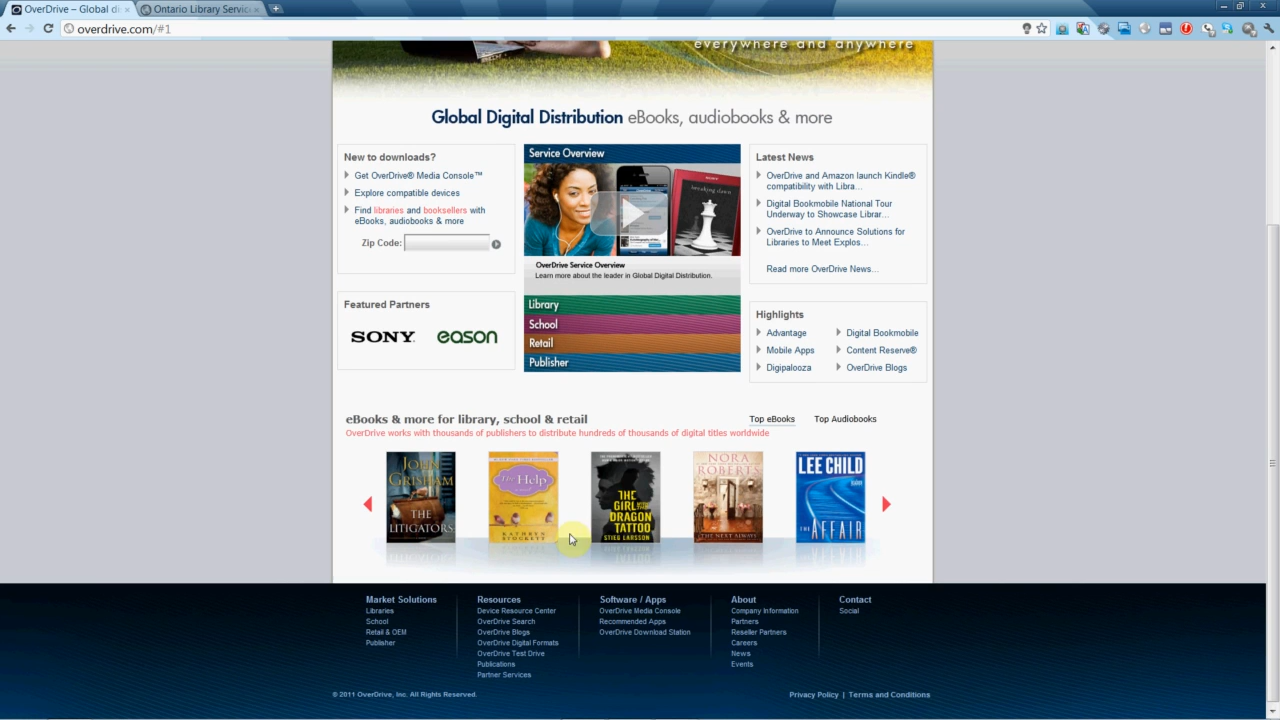 OverDrive – Global di
Ontario Library Service
overdrive.com/#1
everywhere and anywhere
Global Digital Distribution eBooks, audiobooks & more
New to downloads?
Get OverDrive® Media Console™
Explore compatible devices
Find libraries and booksellers with
eBooks, audiobooks & more
Zip Code:
Featured Partners
SONY
eason
Service Overview
SONY
breaking dawn
OverDrive Service Overview
Learn more about the leader in Global Digital Distribution.
Library
School
Retail
Publisher
Latest News
OverDrive and Amazon launch Kindle®
compatibility with Libra...
Digital Bookmobile National Tour
Underway to Showcase Librar...
OverDrive to Announce Solutions for
Libraries to Meet Explos...
Read more OverDrive News...
Highlights
Advantage
Digital Bookmobile
Mobile Apps
Content Reserve®
Digipalooza
OverDrive Blogs
eBooks & more for library, school & retail
Top eBooks
Top Audiobooks
OverDrive works with thousands of publishers to distribute hundreds of thousands of digital titles worldwide
JOHN
GRISHAM
THE
LITIGATORS
The Help
KATHRYN
STOCKETT
THE
GIRL WITH THE
DRAGON
TATTOO
STIEG LARSSON
NORA
ROBERTS
THE NEXT ALWAYS
LEE CHILD
THE AFFAIR
Market Solutions
Libraries
School
Retail & OEM
Publisher
Resources
Device Resource Center
OverDrive Search
OverDrive Blogs
OverDrive Digital Formats
OverDrive Test Drive
Publications
Partner Services
Software / Apps
OverDrive Media Console
Recommended Apps
OverDrive Download Station
About
Company Information
Partners
Reseller Partners
Careers
News
Events
Contact
Social
© 2011 OverDrive, Inc. All Rights Reserved.
Privacy Policy | Terms and Conditions